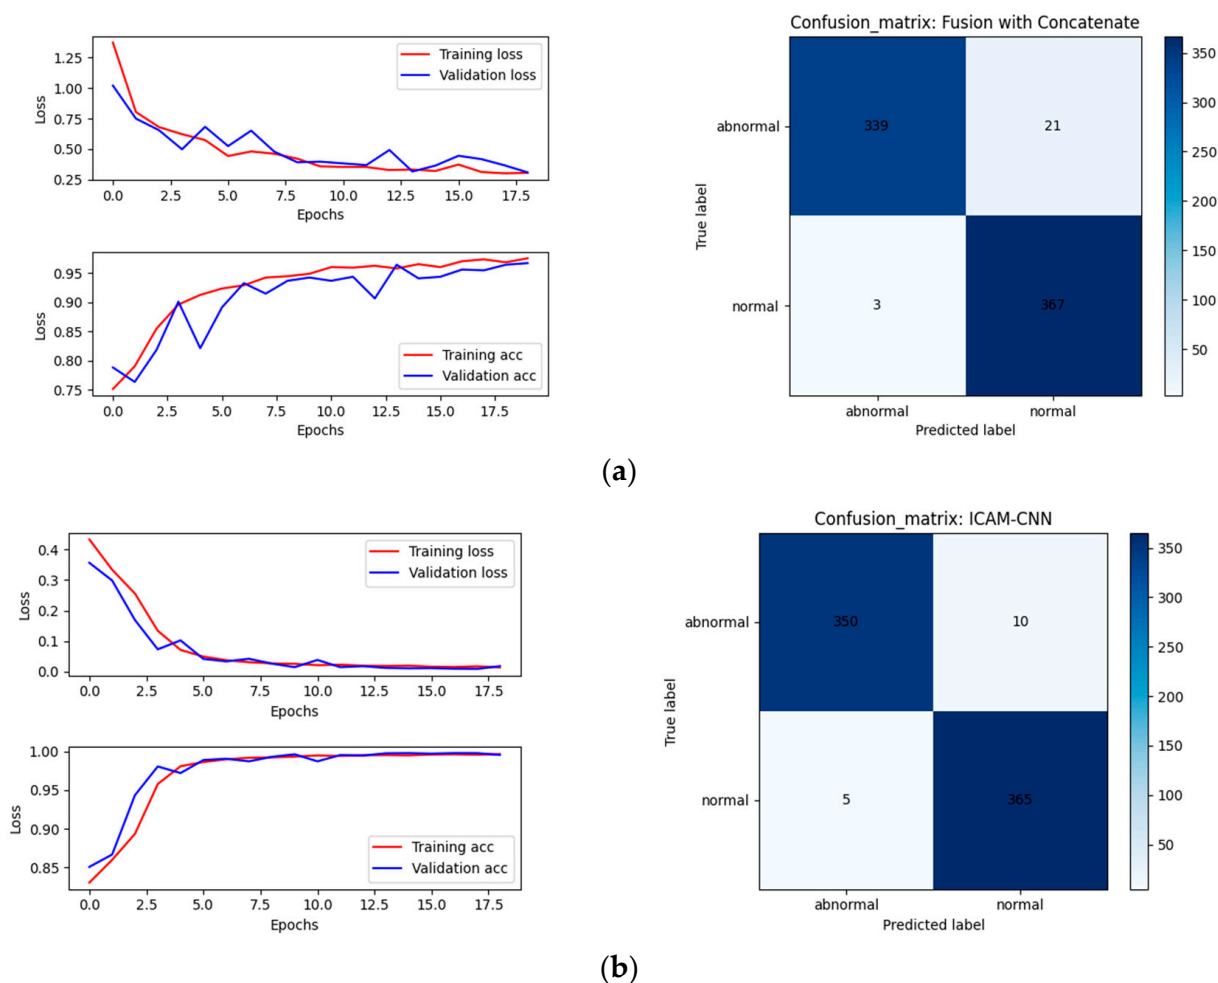 Training loss
Validation loss
1.25
1.00
0.75
0.50
0.25
Loss
0.0 2.5 5.0 7.5 10.0 12.5 15.0 17.5
Epochs
0.95
0.90
0.85
0.80
0.75
Loss
Training acc
Validation acc
0.0 2.5 5.0 7.5 10.0 12.5 15.0 17.5
Epochs
Confusion_matrix: Fusion with Concatenate
abnormal
339 21
normal
3 367
True label
abnormal normal
Predicted label
350
300
250
200
150
100
50
(a)
Training loss
Validation loss
0.4
0.3
0.2
0.1
0.0
Loss
0.0 2.5 5.0 7.5 10.0 12.5 15.0 17.5
Epochs
1.00
0.95
0.90
0.85
Loss
Training acc
Validation acc
0.0 2.5 5.0 7.5 10.0 12.5 15.0 17.5
Epochs
Confusion_matrix: ICAM-CNN
abnormal
350 10
normal
5 365
True label
abnormal normal
Predicted label
350
300
250
200
150
100
50
(b)